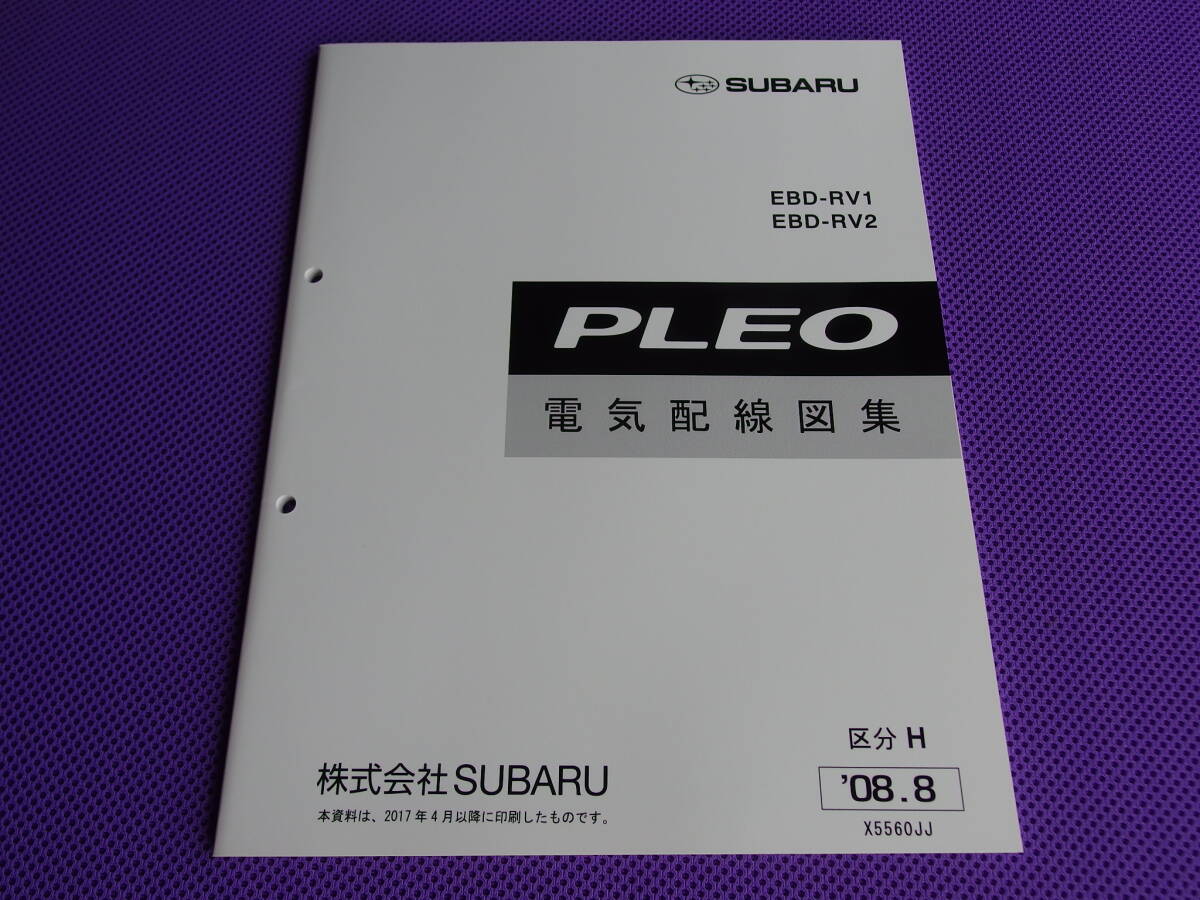 SUBARU
EBD-RV1
EBD-RV2
PLEO
電気配線図集
区分 H
'08.8
X5560JJ
株式会社SUBARU
本資料は、2017年4月以降に印刷したものです。